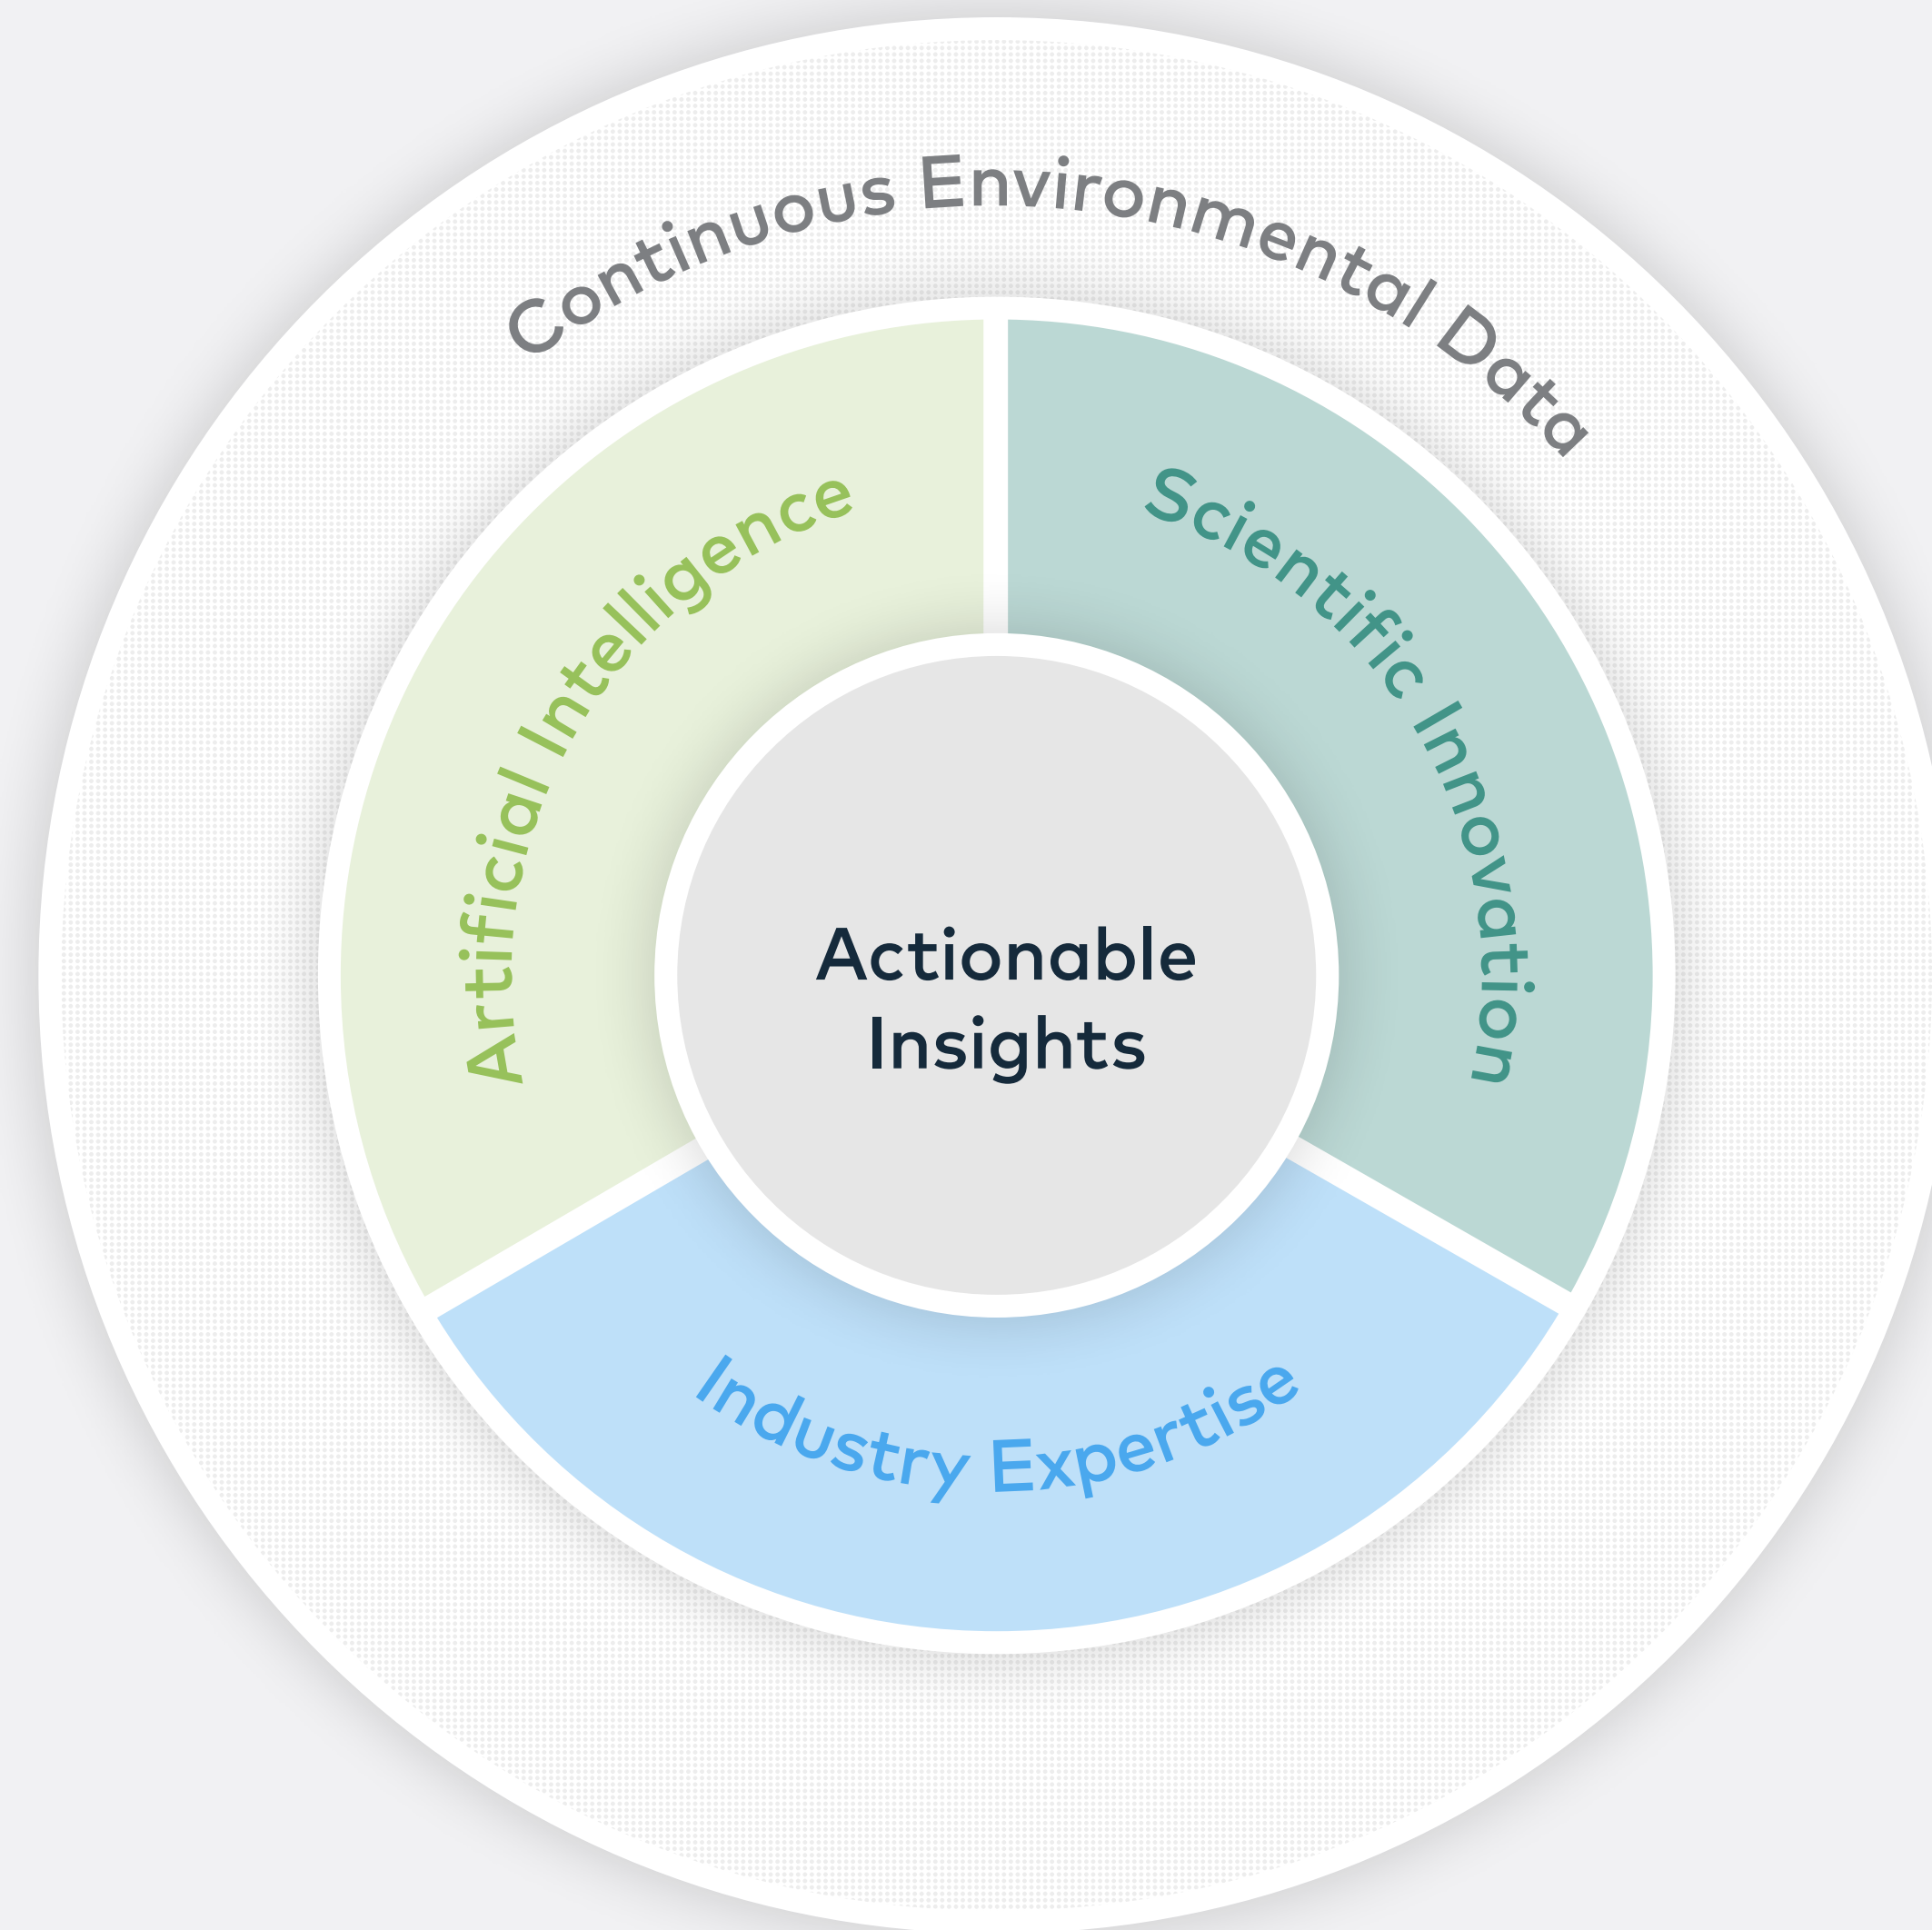 Continuous Environmental Data
Artificial Intelligence
Scientific Innovation
Actionable
Insights
Industry Expertise